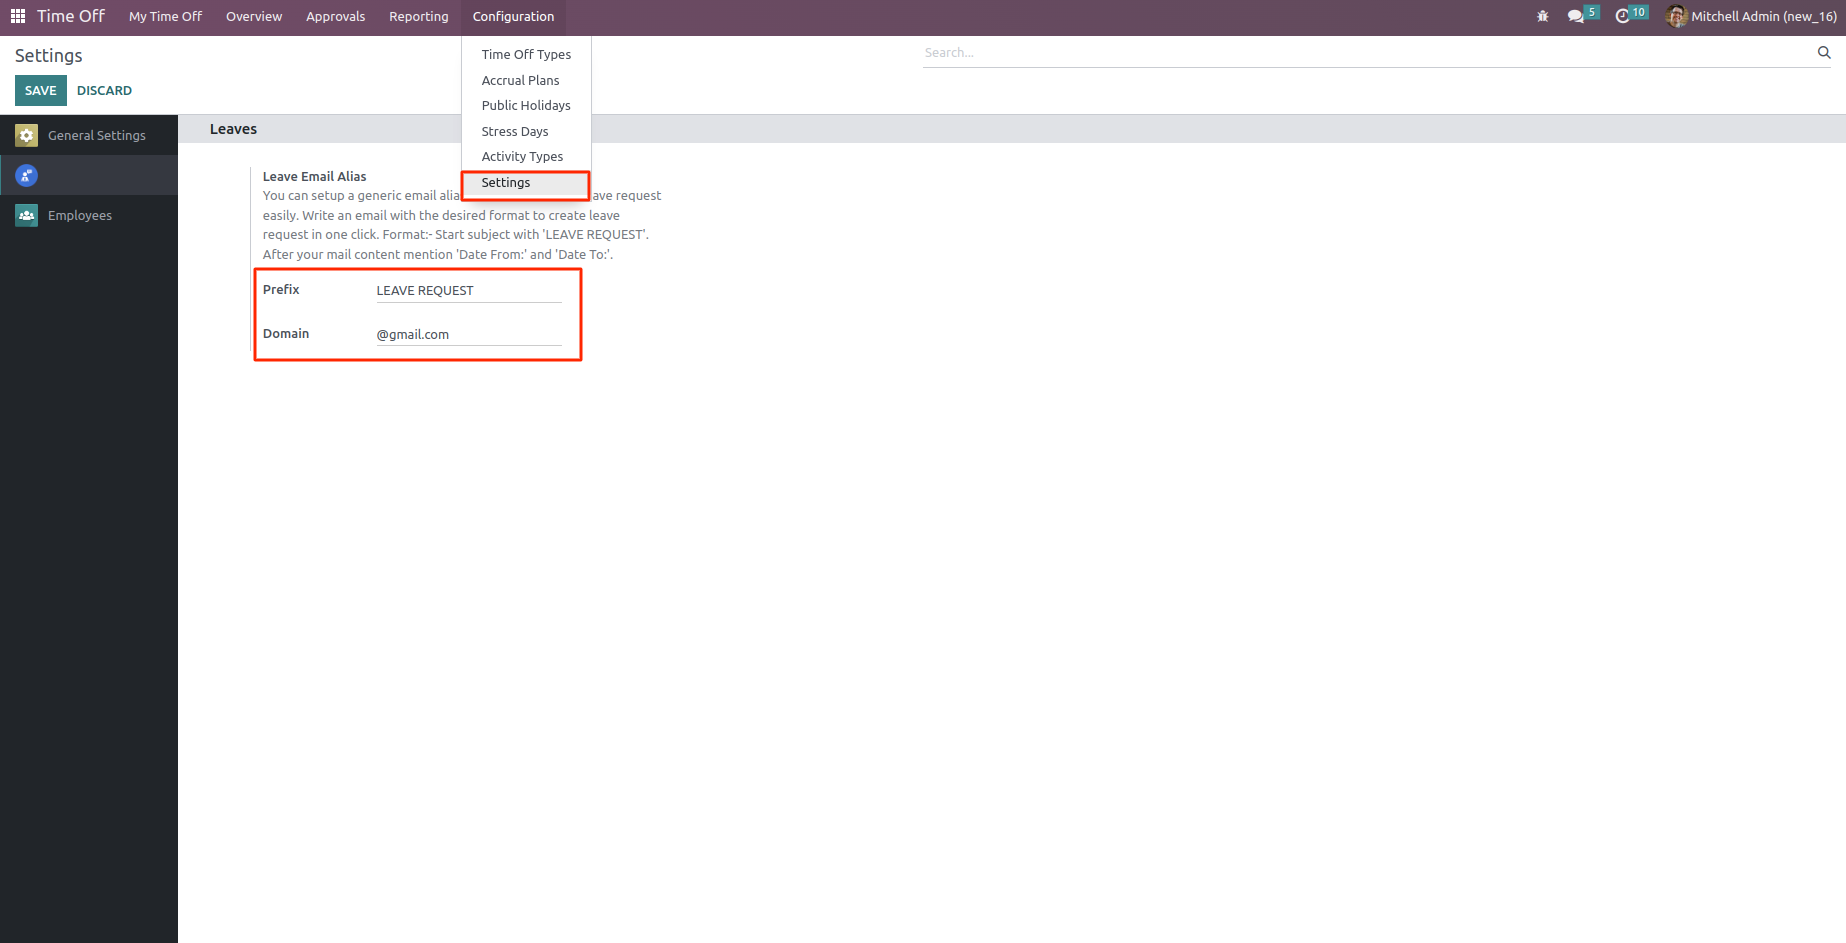 Time Off My Time Off Overview Approvals Reporting Configuration 5 10 Mitchell Admin (new_16)
Settings
Search...
SAVE DISCARD
Time Off Types
Accrual Plans
Public Holidays
Stress Days
Activity Types
Settings
General Settings
Employees
Leaves
Leave Email Alias
You can setup a generic email alia ave request
easily. Write an email with the desired format to create leave
request in one click. Format:- Start subject with 'LEAVE REQUEST'.
After your mail content mention 'Date From:' and 'Date To:'.
Prefix LEAVE REQUEST
Domain @gmail.com